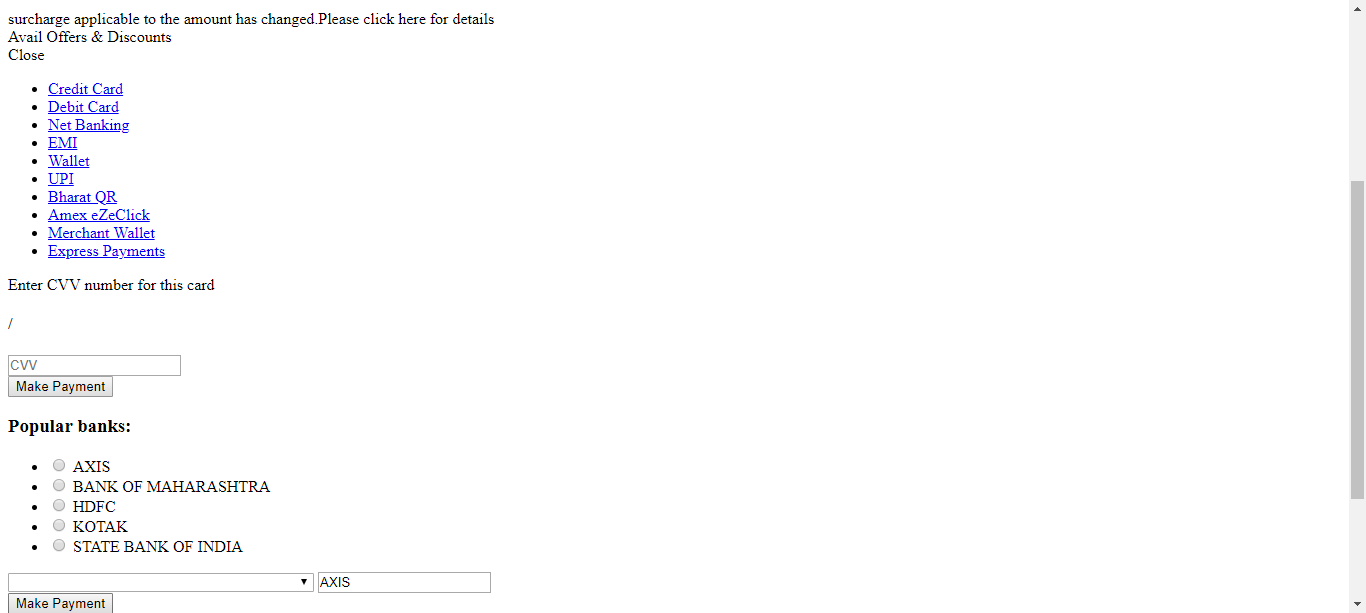 surcharge applicable to the amount has changed.Please click here for details
Avail Offers & Discounts
Close
Credit Card
Debit Card
Net Banking
EMI
Wallet
UPI
Bharat QR
Amex eZeClick
Merchant Wallet
Express Payments
Enter CVV number for this card
/
CVV
Make Payment
Popular banks:
AXIS
BANK OF MAHARASHTRA
HDFC
KOTAK
STATE BANK OF INDIA
AXIS
Make Payment